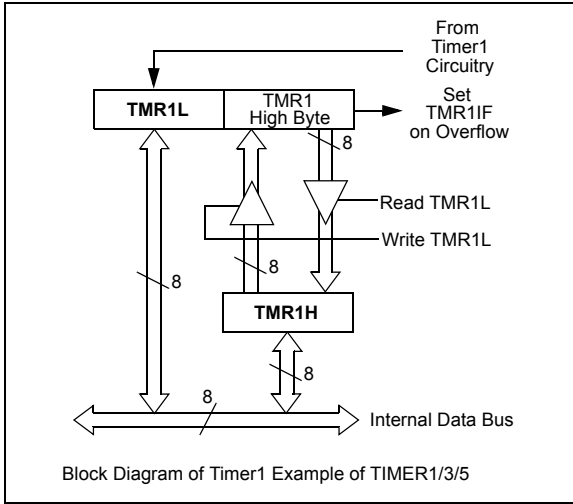 From
Timer1
Circuitry
TMR1L
TMR1
High Byte
Set
TMR1IF
on Overflow
8
Read TMR1L
Write TMR1L
8
8
TMR1H
8
8
Internal Data Bus
Block Diagram of Timer1 Example of TIMER1/3/5